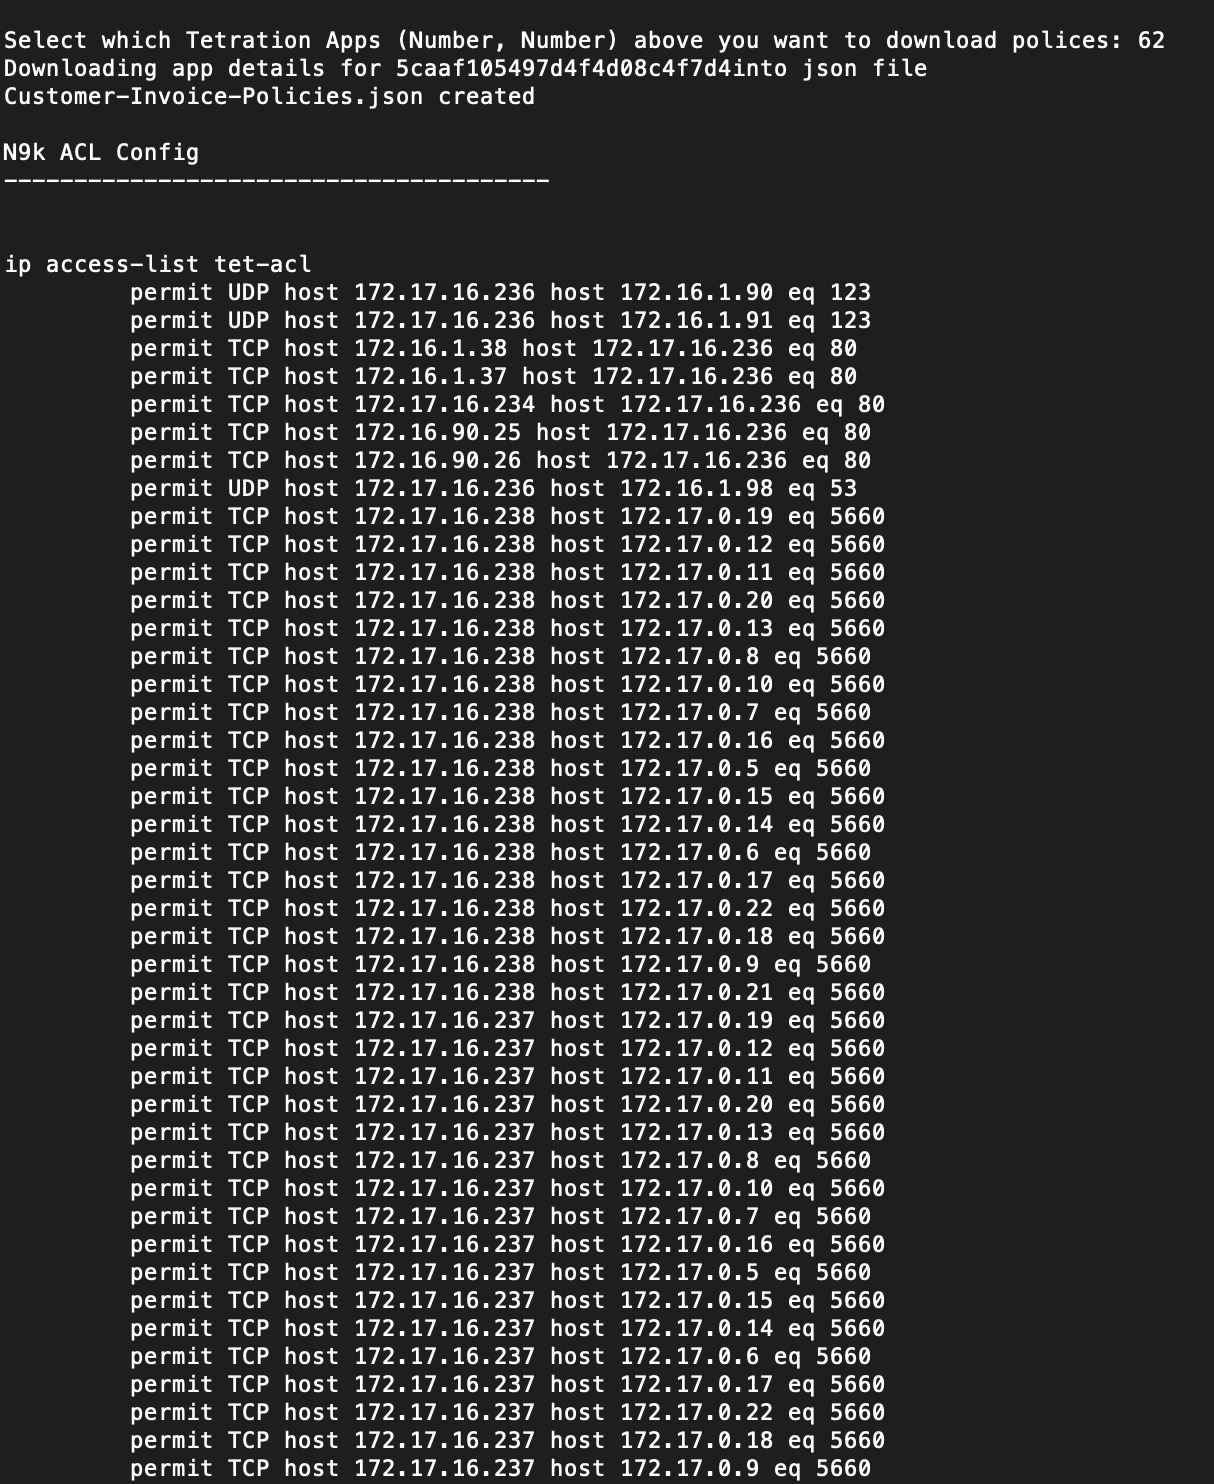 Select which Tetration Apps (Number, Number) above you want to download polices: 62
Downloading app details for 5caaf105497d4f4d08c4f7d4into json file
Customer-Invoice-Policies.json created
N9k ACL Config
---------------------------------------
ip access-list tet-acl
permit UDP host 172.17.16.236 host 172.16.1.90 eq 123
permit UDP host 172.17.16.236 host 172.16.1.91 eq 123
permit TCP host 172.16.1.38 host 172.17.16.236 eq 80
permit TCP host 172.16.1.37 host 172.17.16.236 eq 80
permit TCP host 172.17.16.234 host 172.17.16.236 eq 80
permit TCP host 172.16.90.25 host 172.17.16.236 eq 80
permit TCP host 172.16.90.26 host 172.17.16.236 eq 80
permit UDP host 172.17.16.236 host 172.16.1.98 eq 53
permit TCP host 172.17.16.238 host 172.17.0.19 eq 5660
permit TCP host 172.17.16.238 host 172.17.0.12 eq 5660
permit TCP host 172.17.16.238 host 172.17.0.11 eq 5660
permit TCP host 172.17.16.238 host 172.17.0.20 eq 5660
permit TCP host 172.17.16.238 host 172.17.0.13 eq 5660
permit TCP host 172.17.16.238 host 172.17.0.8 eq 5660
permit TCP host 172.17.16.238 host 172.17.0.10 eq 5660
permit TCP host 172.17.16.238 host 172.17.0.7 eq 5660
permit TCP host 172.17.16.238 host 172.17.0.16 eq 5660
permit TCP host 172.17.16.238 host 172.17.0.5 eq 5660
permit TCP host 172.17.16.238 host 172.17.0.15 eq 5660
permit TCP host 172.17.16.238 host 172.17.0.14 eq 5660
permit TCP host 172.17.16.238 host 172.17.0.6 eq 5660
permit TCP host 172.17.16.238 host 172.17.0.17 eq 5660
permit TCP host 172.17.16.238 host 172.17.0.22 eq 5660
permit TCP host 172.17.16.238 host 172.17.0.18 eq 5660
permit TCP host 172.17.16.238 host 172.17.0.9 eq 5660
permit TCP host 172.17.16.238 host 172.17.0.21 eq 5660
permit TCP host 172.17.16.237 host 172.17.0.19 eq 5660
permit TCP host 172.17.16.237 host 172.17.0.12 eq 5660
permit TCP host 172.17.16.237 host 172.17.0.11 eq 5660
permit TCP host 172.17.16.237 host 172.17.0.20 eq 5660
permit TCP host 172.17.16.237 host 172.17.0.13 eq 5660
permit TCP host 172.17.16.237 host 172.17.0.8 eq 5660
permit TCP host 172.17.16.237 host 172.17.0.10 eq 5660
permit TCP host 172.17.16.237 host 172.17.0.7 eq 5660
permit TCP host 172.17.16.237 host 172.17.0.16 eq 5660
permit TCP host 172.17.16.237 host 172.17.0.5 eq 5660
permit TCP host 172.17.16.237 host 172.17.0.15 eq 5660
permit TCP host 172.17.16.237 host 172.17.0.14 eq 5660
permit TCP host 172.17.16.237 host 172.17.0.6 eq 5660
permit TCP host 172.17.16.237 host 172.17.0.17 eq 5660
permit TCP host 172.17.16.237 host 172.17.0.22 eq 5660
permit TCP host 172.17.16.237 host 172.17.0.18 eq 5660
permit TCP host 172.17.16.237 host 172.17.0.9 eq 5660